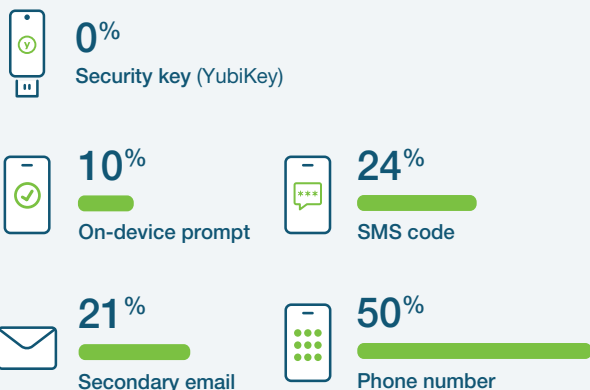 y
0%
Security key (YubiKey)
10%
On-device prompt
***
24%
SMS code
21%
Secondary email
50%
Phone number